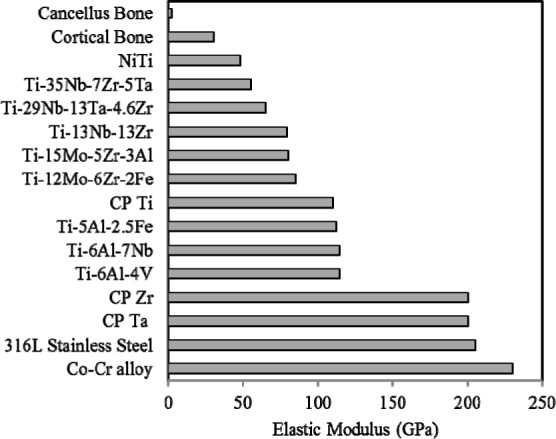 Cancellus Bone
Cortical Bone
NiTi
Ti-35Nb-7Zr-5Ta
Ti-29Nb-13Ta-4.6Zr
Ti-13Nb-13Zr
Ti-15Mo-5Zr-3Al
Ti-12Mo-6Zr-2Fe
CP Ti
Ti-5Al-2.5Fe
Ti-6Al-7Nb
Ti-6Al-4V
CP Zr
CP Ta
316L Stainless Steel
Co-Cr alloy
0 50 100 150 200 250
Elastic Modulus (GPa)